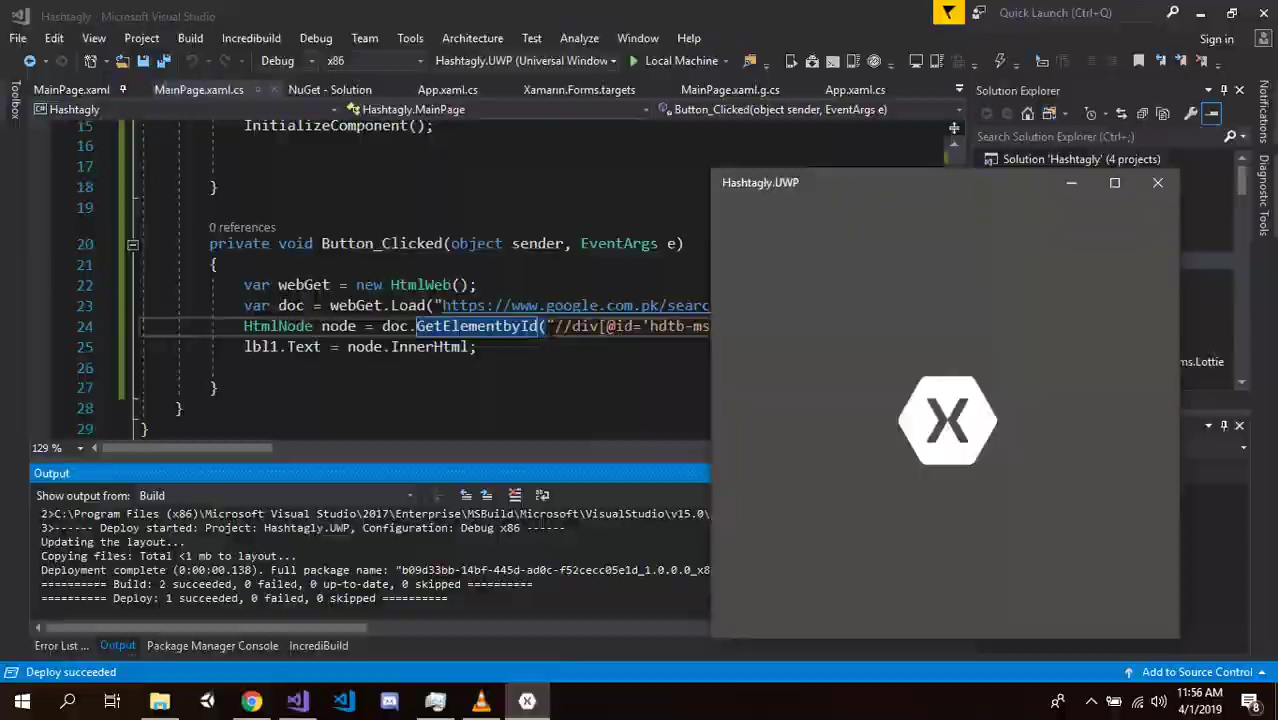 Hashtagly - Microsoft Visual Studio
Quick Launch (Ctrl+Q)
File Edit View Project Build Incredibuild Debug Team Tools Architecture Test Analyze Window Help
Sign in
Debug x86 Hashtagly.UWP (Universal Window Local Machine
MainPage.xaml MainPage.xaml.cs NuGet - Solution App.xaml.cs Xamarin.Forms.targets MainPage.xaml.g.cs App.xaml.cs
Solution Explorer
Toolbox
Hashtagly Hashtagly.MainPage Button_Clicked(object sender, EventArgs e)
Notifications
Diagnostic Tools
Search Solution Explorer (Ctrl+;)
Solution 'Hashtagly' (4 projects)
15 InitializeComponent();
16
17
18 }
19
0 references
20 private void Button_Clicked(object sender, EventArgs e)
21 {
22 var webGet = new HtmlWeb();
23 var doc = webGet.Load("https://www.google.com.pk/searc
24 HtmlNode node = doc.GetElementbyId("//div[@id='hdtb-ms
25 lbl1.Text = node.InnerHtml;
26
27 }
28 }
29 }
ms.Lottie
Hashtagly.UWP
129 %
Output
Show output from: Build
2>C:\Program Files (x86)\Microsoft Visual Studio\2017\Enterprise\MSBuild\Microsoft\VisualStudio\v15.0\
3>------ Deploy started: Project: Hashtagly.UWP, Configuration: Debug x86 ------
Updating the layout...
Copying files: Total <1 mb to layout...
Deployment complete (0:00:00.138). Full package name: "b09d33bb-14bf-445d-ad0c-f52cecc05e1d_1.0.0.0_x8
========== Build: 2 succeeded, 0 failed, 0 up-to-date, 0 skipped ==========
========== Deploy: 1 succeeded, 0 failed, 0 skipped ==========
Error List ... Output Package Manager Console IncrediBuild
Deploy succeeded
Add to Source Control
11:56 AM
4/1/2019
8